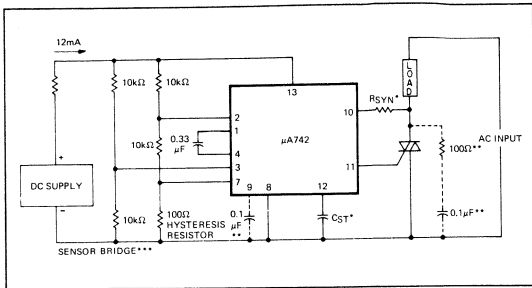 12mA
10kΩ
10kΩ
13
LOAD
2
1
0.33
μF
μA742
10
RSYN*
10kΩ
4
3
7
11
AC INPUT
100Ω**
DC SUPPLY
+
−
9
8
12
10kΩ
100Ω
HYSTERESIS
RESISTOR
0.1
μF
**
CST*
0.1μF**
SENSOR BRIDGE***